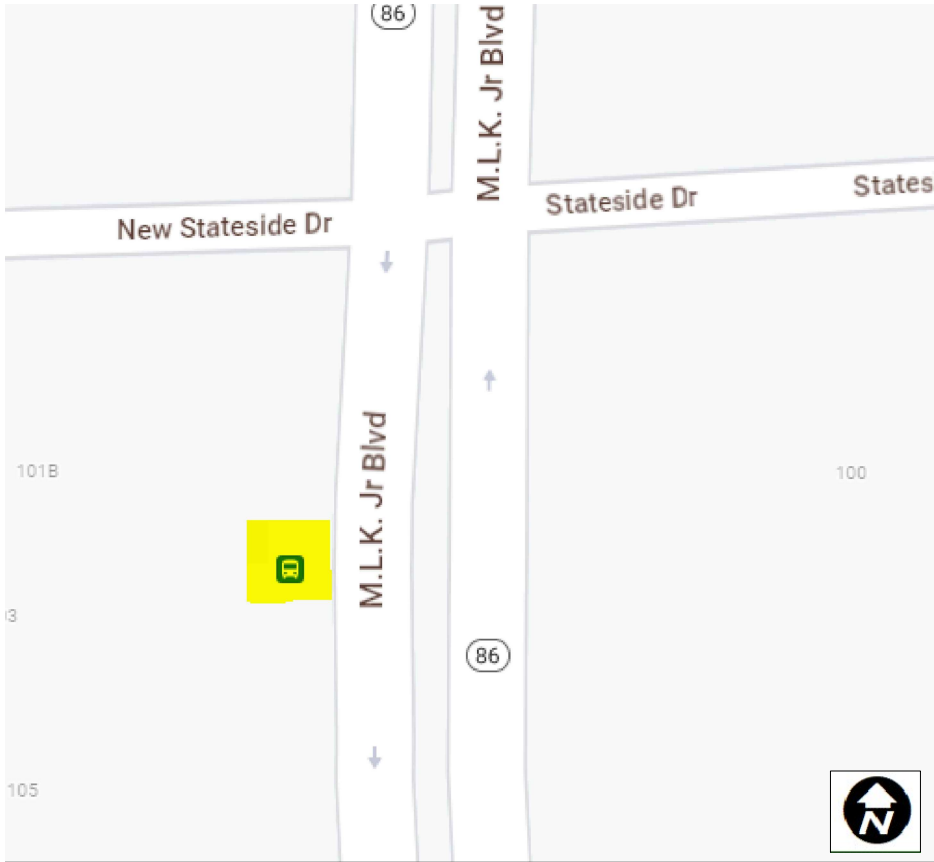 86
M.L.K. Jr Blvd
States
Stateside Dr
New Stateside Dr
M.L.K. Jr Blvd
101B
100
3
86
105
N